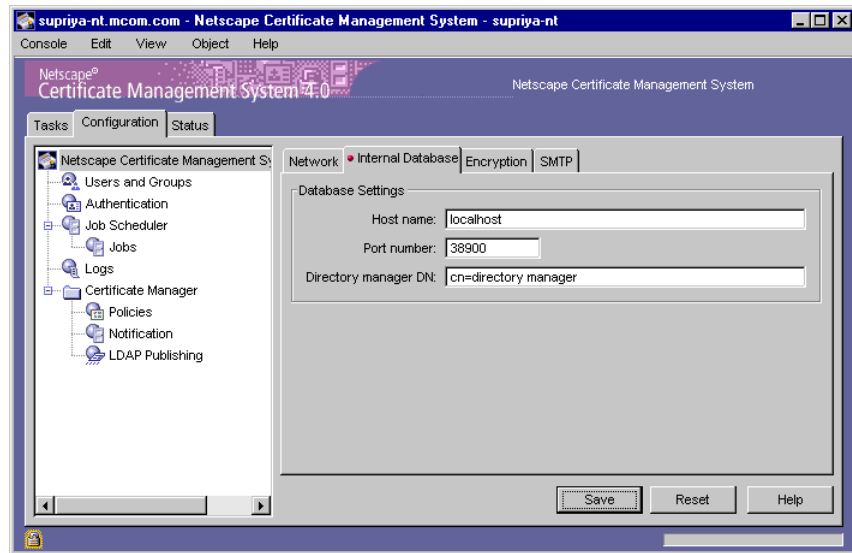 supriya-nt.mcom.com - Netscape Certificate Management System - supriya-nt
Console Edit View Object Help
Netscape®
Certificate Management System 4.0
Netscape Certificate Management System
Tasks Configuration Status
Netscape Certificate Management Sy
Users and Groups
Authentication
Job Scheduler
Jobs
Logs
Certificate Manager
Policies
Notification
LDAP Publishing
Network Internal Database Encryption SMTP
Database Settings
Host name: localhost
Port number: 38900
Directory manager DN: cn=directory manager
Save Reset Help